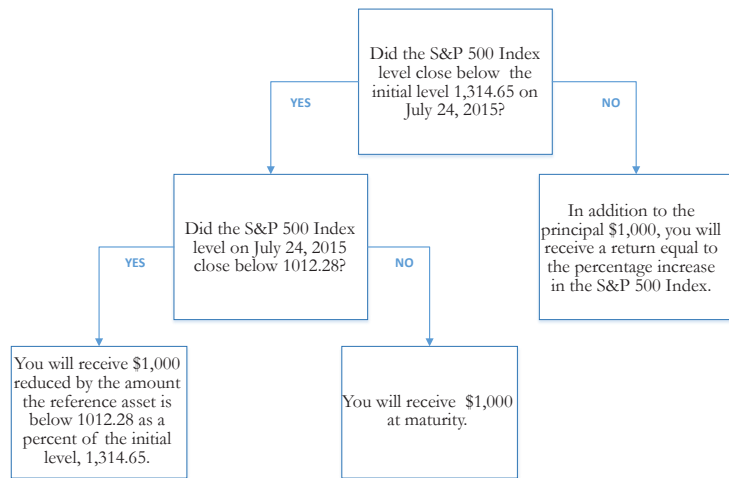 Did the S&P 500 Index
level close below the
initial level 1,314.65 on
July 24, 2015?
YES
NO
Did the S&P 500 Index
level on July 24, 2015
close below 1012.28?
In addition to the
principal $1,000, you will
receive a return equal to
the percentage increase
in the S&P 500 Index.
YES
NO
You will receive $1,000
reduced by the amount
the reference asset is
below 1012.28 as a
percent of the initial
level, 1,314.65.
You will receive $1,000
at maturity.